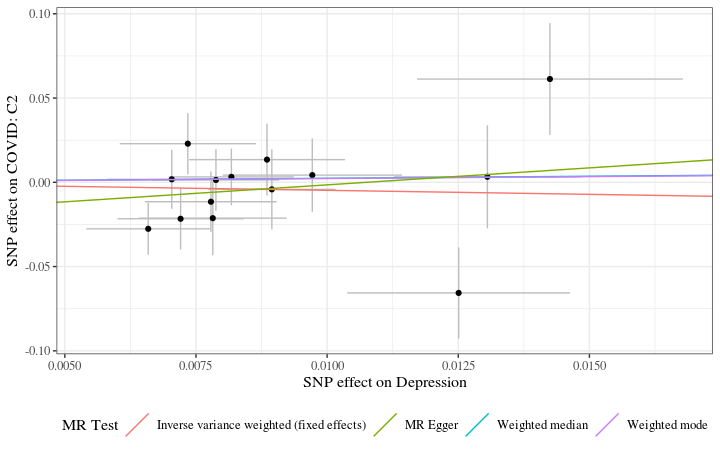 0.10
0.05
0.00
-0.05
-0.10
SNP effect on COVID: C2
0.0050 0.0075 0.0100 0.0125 0.0150
SNP effect on Depression
MR Test Inverse variance weighted (fixed effects) MR Egger Weighted median Weighted mode